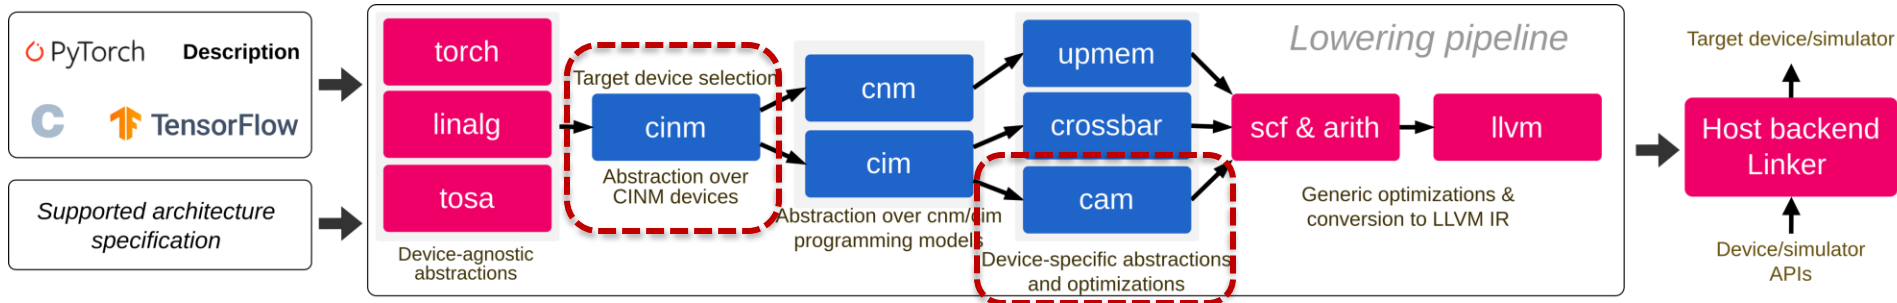 PyTorch
Description
C
TensorFlow
Supported architecture
specification
torch
linalg
tosa
Device-agnostic
abstractions
Target device selection
cinm
Abstraction over
CINM devices
cnm
cim
Abstraction over cnm/cim
programming models
upmem
crossbar
cam
Device-specific abstractions
and optimizations
Lowering pipeline
scf & arith
llvm
Generic optimizations &
conversion to LLVM IR
Target device/simulator
Host backend
Linker
Device/simulator
APIs